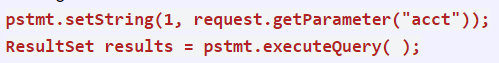 pstmt.setString(1, request.getParameter("acct"));
ResultSet results = pstmt.executeQuery( );